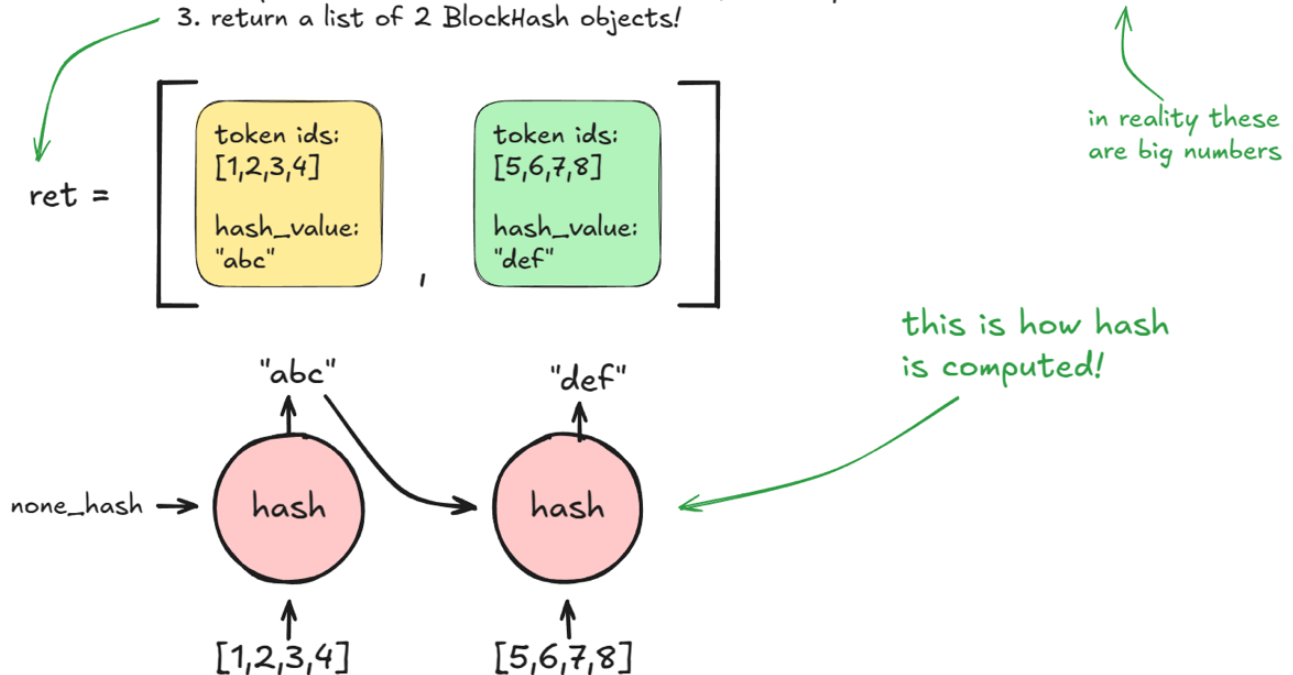 3. return a list of 2 BlockHash objects!
in reality these
are big numbers
ret =
token ids:
[1,2,3,4]
hash_value:
"abc"
,
token ids:
[5,6,7,8]
hash_value:
"def"
this is how hash
is computed!
"abc"
"def"
none_hash
hash
hash
[1,2,3,4]
[5,6,7,8]